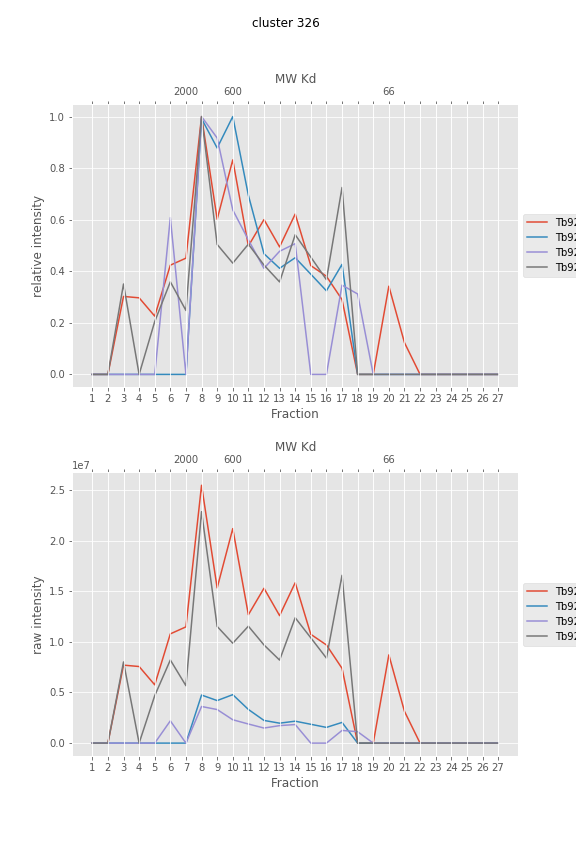 cluster 326
MW Kd
2000 600 66
1.0
0.8
0.6
0.4
0.2
0.0
relative intensity
Tb92
Tb92
Tb92
Tb92
1 2 3 4 5 6 7 8 9 10 11 12 13 14 15 16 17 18 19 20 21 22 23 24 25 26 27
Fraction
MW Kd
2000 600 66
1e7
2.5
2.0
1.5
1.0
0.5
0.0
raw intensity
Tb92
Tb92
Tb92
Tb92
1 2 3 4 5 6 7 8 9 10 11 12 13 14 15 16 17 18 19 20 21 22 23 24 25 26 27
Fraction